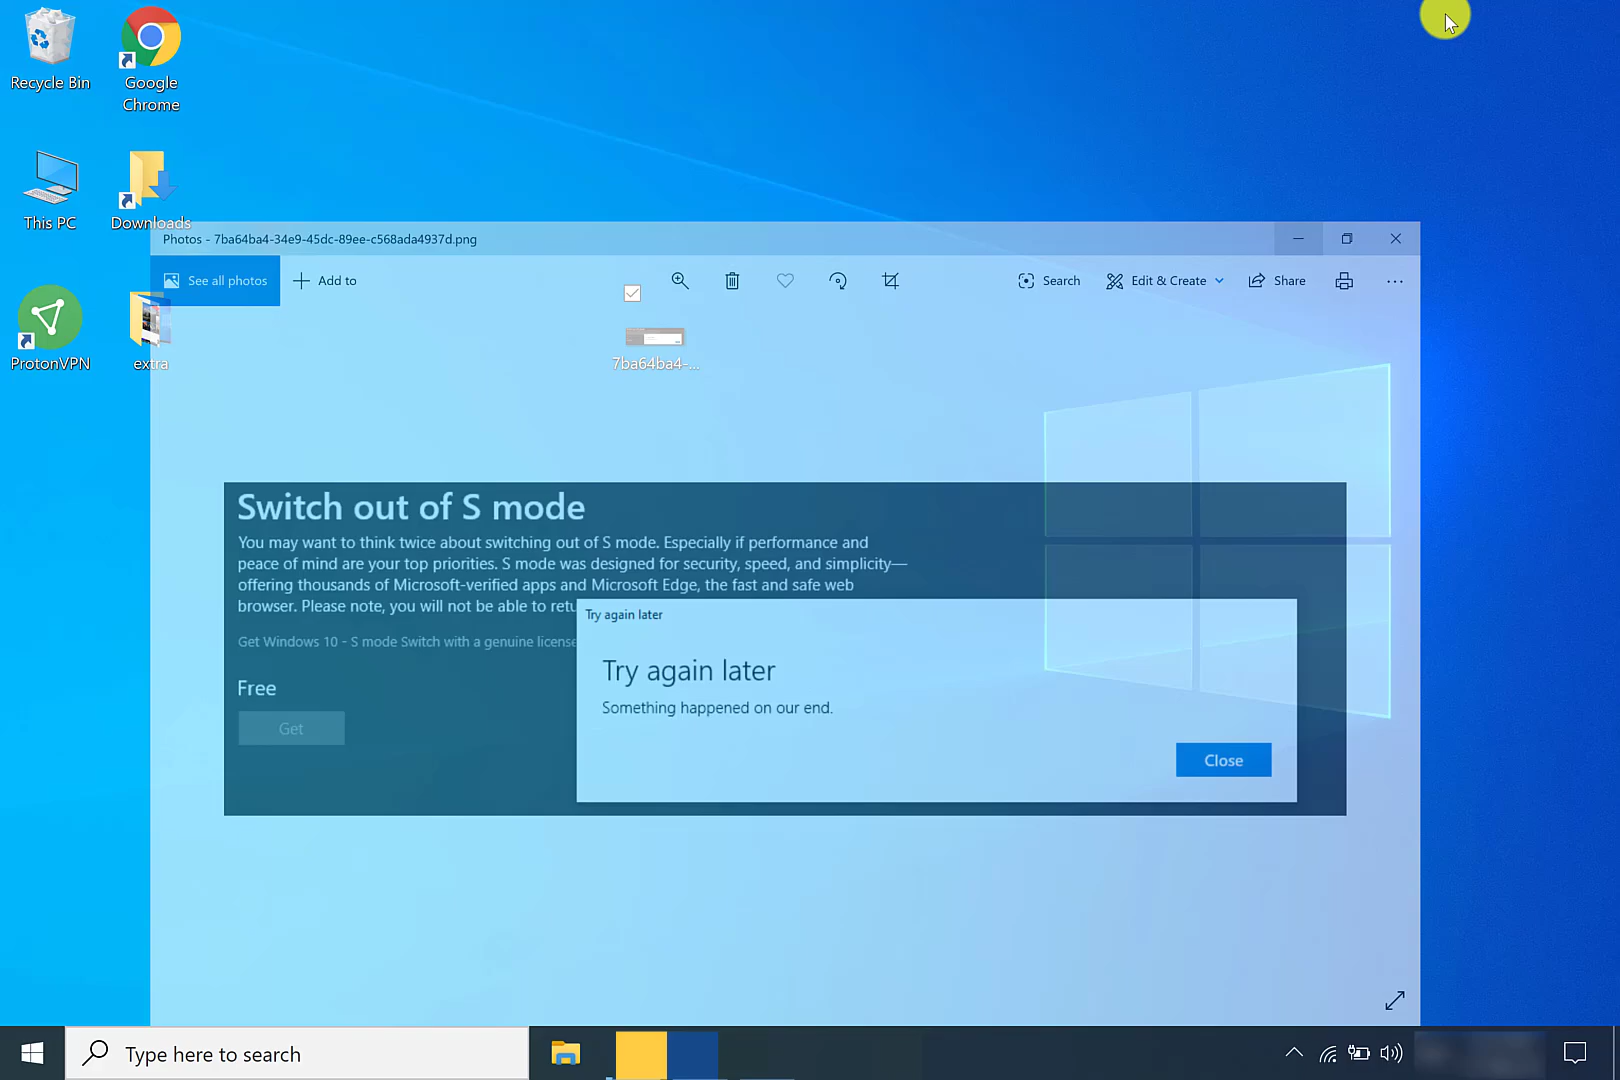 Recycle Bin
Google
Chrome
This PC
Downloads
ProtonVPN
extra
Photos - 7ba64ba4-34e9-45dc-89ee-c568ada4937d.png
See all photos
Add to
Search
Edit & Create
Share
7ba64ba4-...
Switch out of S mode
You may want to think twice about switching out of S mode. Especially if performance and
peace of mind are your top priorities. S mode was designed for security, speed, and simplicity—
offering thousands of Microsoft-verified apps and Microsoft Edge, the fast and safe web
browser. Please note, you will not be able to retu
Get Windows 10 - S mode Switch with a genuine license
Free
Get
Try again later
Try again later
Something happened on our end.
Close
Type here to search